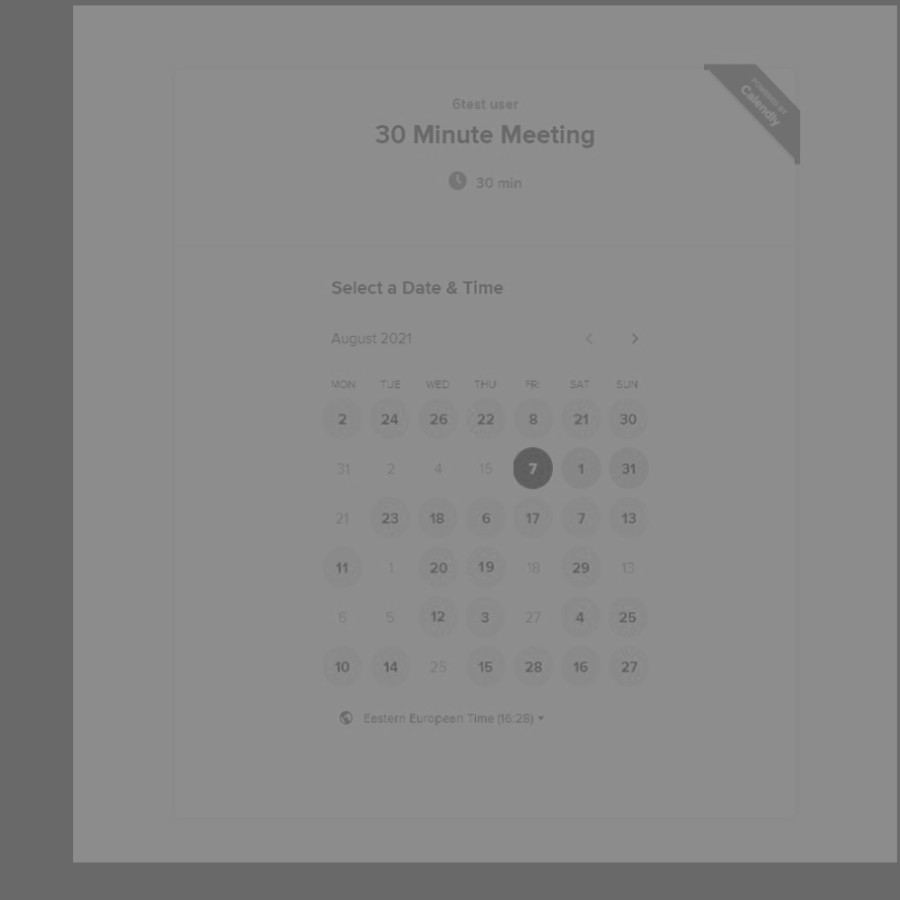 POWERED BY
Calendly
6test user
30 Minute Meeting
30 min
Select a Date & Time
August 2021
MON TUE WED THU FRI SAT SUN
2 24 26 22 8 21 30
31 2 4 15 7 1 31
21 23 18 6 17 7 13
11 1 20 19 18 29 13
6 5 12 3 27 4 25
10 14 25 15 28 16 27
Eastern European Time (16:28)